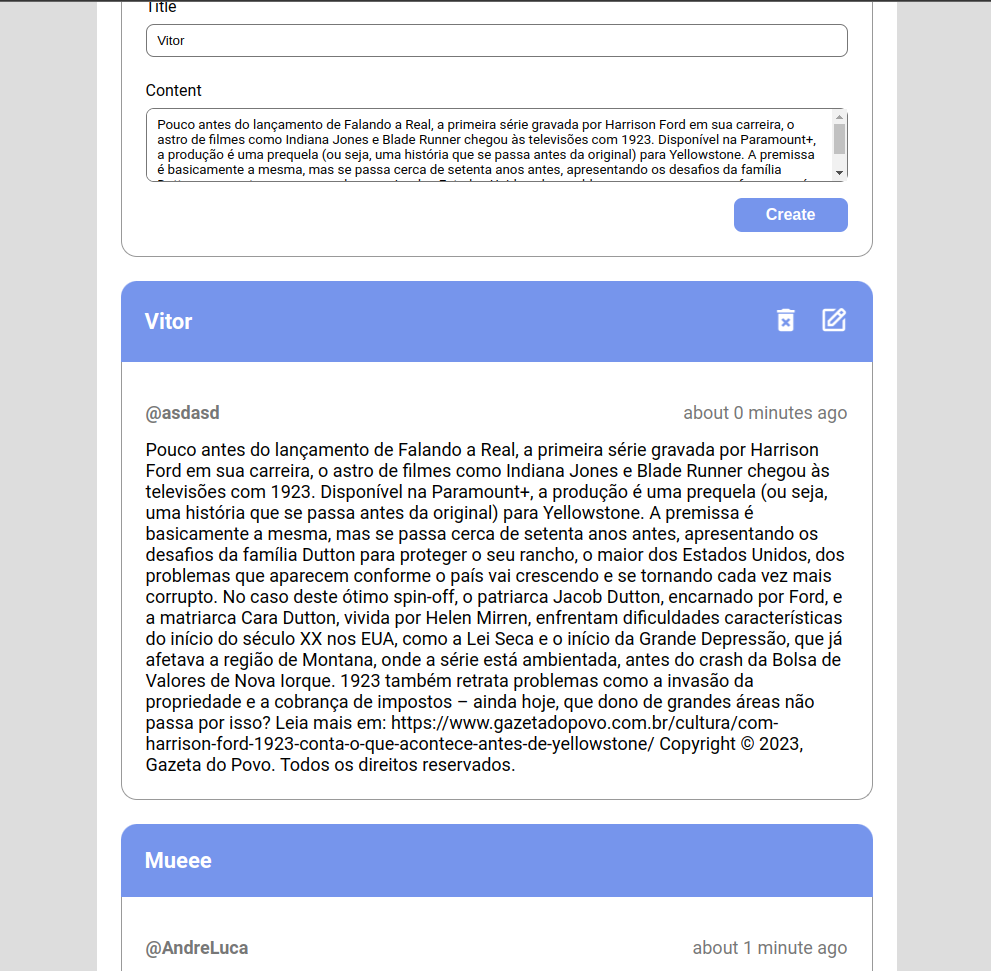 Title
Vitor
Content
Pouco antes do lançamento de Falando a Real, a primeira série gravada por Harrison Ford em sua carreira, o
astro de filmes como Indiana Jones e Blade Runner chegou às televisões com 1923. Disponível na Paramount+,
a produção é uma prequela (ou seja, uma história que se passa antes da original) para Yellowstone. A premissa
é basicamente a mesma, mas se passa cerca de setenta anos antes, apresentando os desafios da família
Create
Vitor
@asdasd
about 0 minutes ago
Pouco antes do lançamento de Falando a Real, a primeira série gravada por Harrison
Ford em sua carreira, o astro de filmes como Indiana Jones e Blade Runner chegou às
televisões com 1923. Disponível na Paramount+, a produção é uma prequela (ou seja,
uma história que se passa antes da original) para Yellowstone. A premissa é
basicamente a mesma, mas se passa cerca de setenta anos antes, apresentando os
desafios da família Dutton para proteger o seu rancho, o maior dos Estados Unidos, dos
problemas que aparecem conforme o país vai crescendo e se tornando cada vez mais
corrupto. No caso deste ótimo spin-off, o patriarca Jacob Dutton, encarnado por Ford, e
a matriarca Cara Dutton, vivida por Helen Mirren, enfrentam dificuldades características
do início do século XX nos EUA, como a Lei Seca e o início da Grande Depressão, que já
afetava a região de Montana, onde a série está ambientada, antes do crash da Bolsa de
Valores de Nova Iorque. 1923 também retrata problemas como a invasão da
propriedade e a cobrança de impostos – ainda hoje, que dono de grandes áreas não
passa por isso? Leia mais em: https://www.gazetadopovo.com.br/cultura/com-
harrison-ford-1923-conta-o-que-acontece-antes-de-yellowstone/ Copyright © 2023,
Gazeta do Povo. Todos os direitos reservados.
Mueee
@AndreLuca
about 1 minute ago